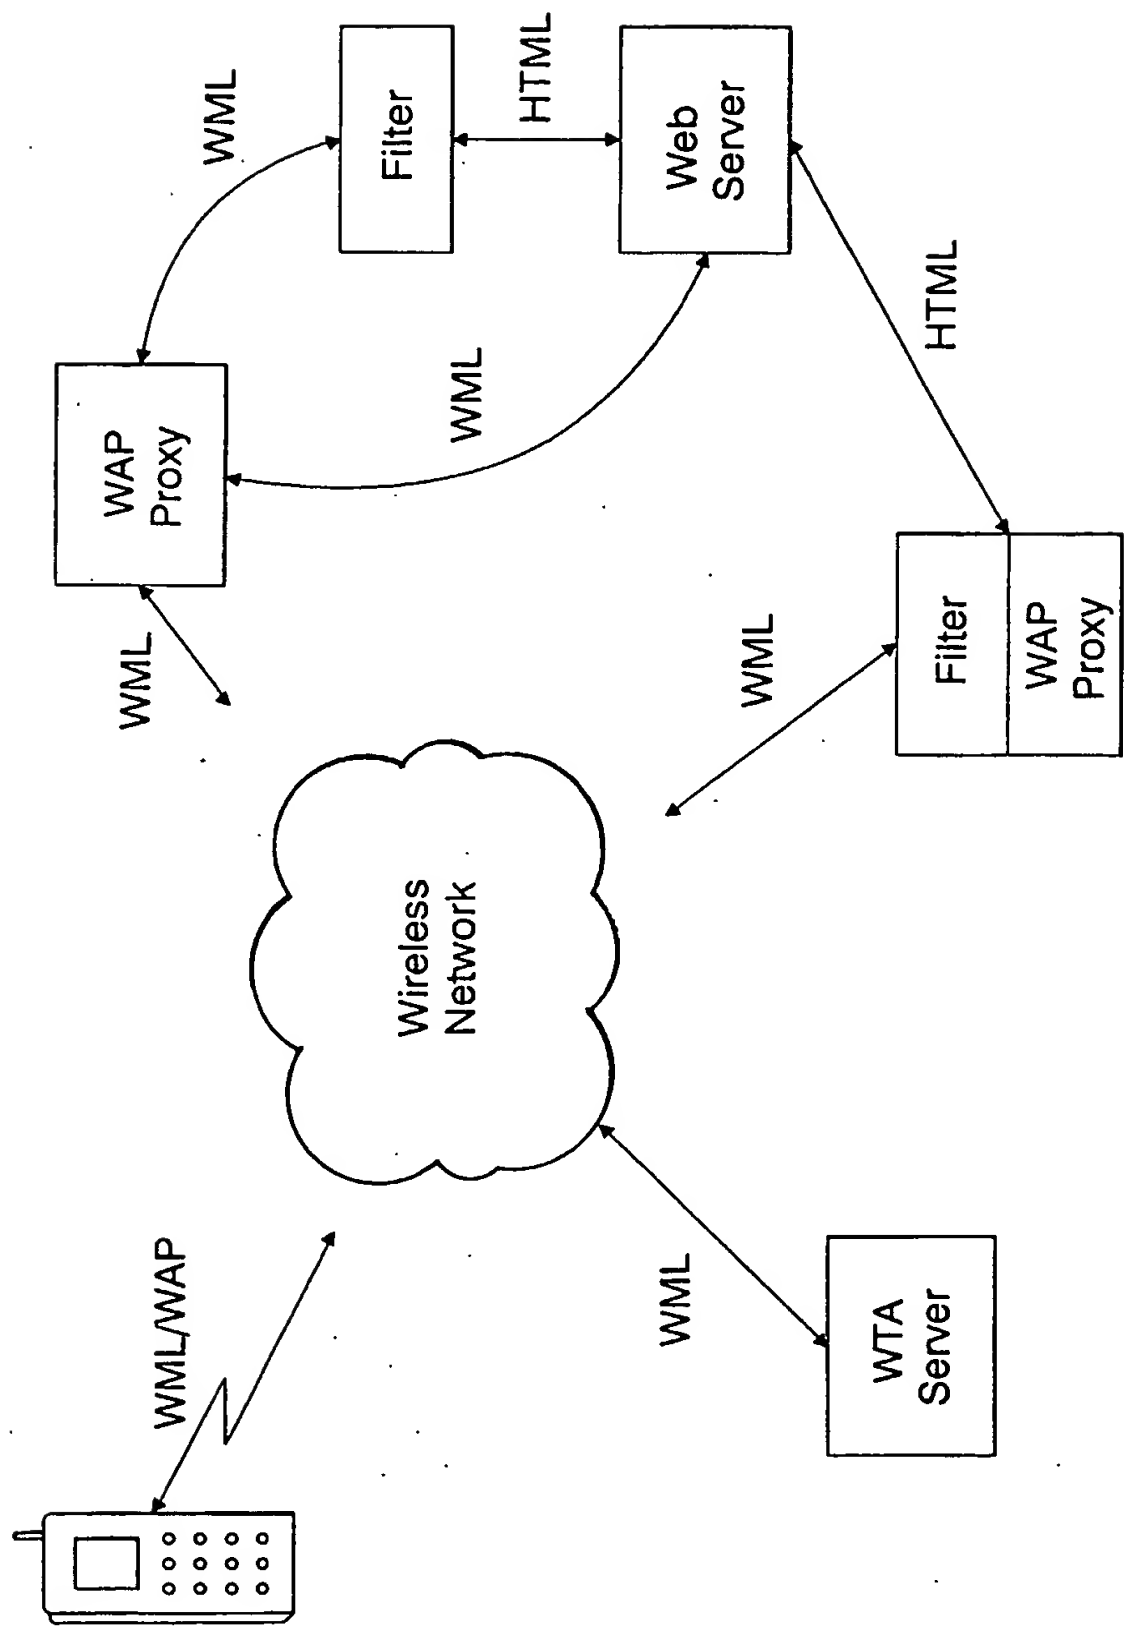 WML/WAP
Wireless
Network
WML
WTA
Server
WML
WAP
Proxy
WML
WML
Filter
HTML
Web
Server
HTML
WML
Filter
WAP
Proxy